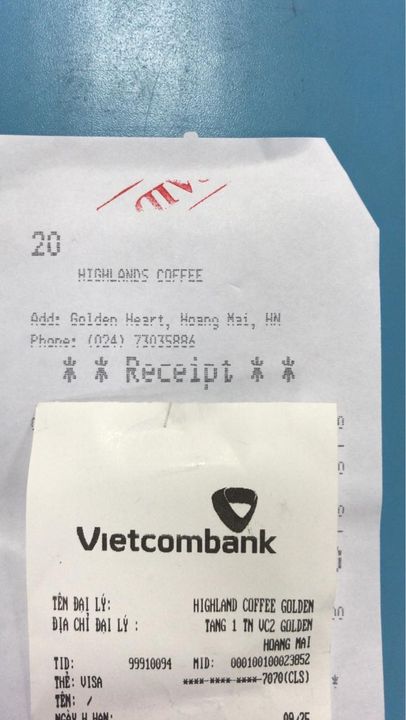 20
HIGHLANDS COFFEE
Add: Golden Heart, Hoang Mai, HN
Phone: (024) 73035886
* * Receipt * *
Vietcombank
TÊN ĐẠI LÝ: HIGHLAND COFFEE GOLDEN
ĐỊA CHỈ ĐẠI LÝ : TANG 1 TN VC2 GOLDEN
HOANG MAI
TID: 99910094 MID: 000100100023852
THẺ: VISA ****-****-****-7070(CLS)
TÊN: /
NGÀY H.HẠN: 09/25